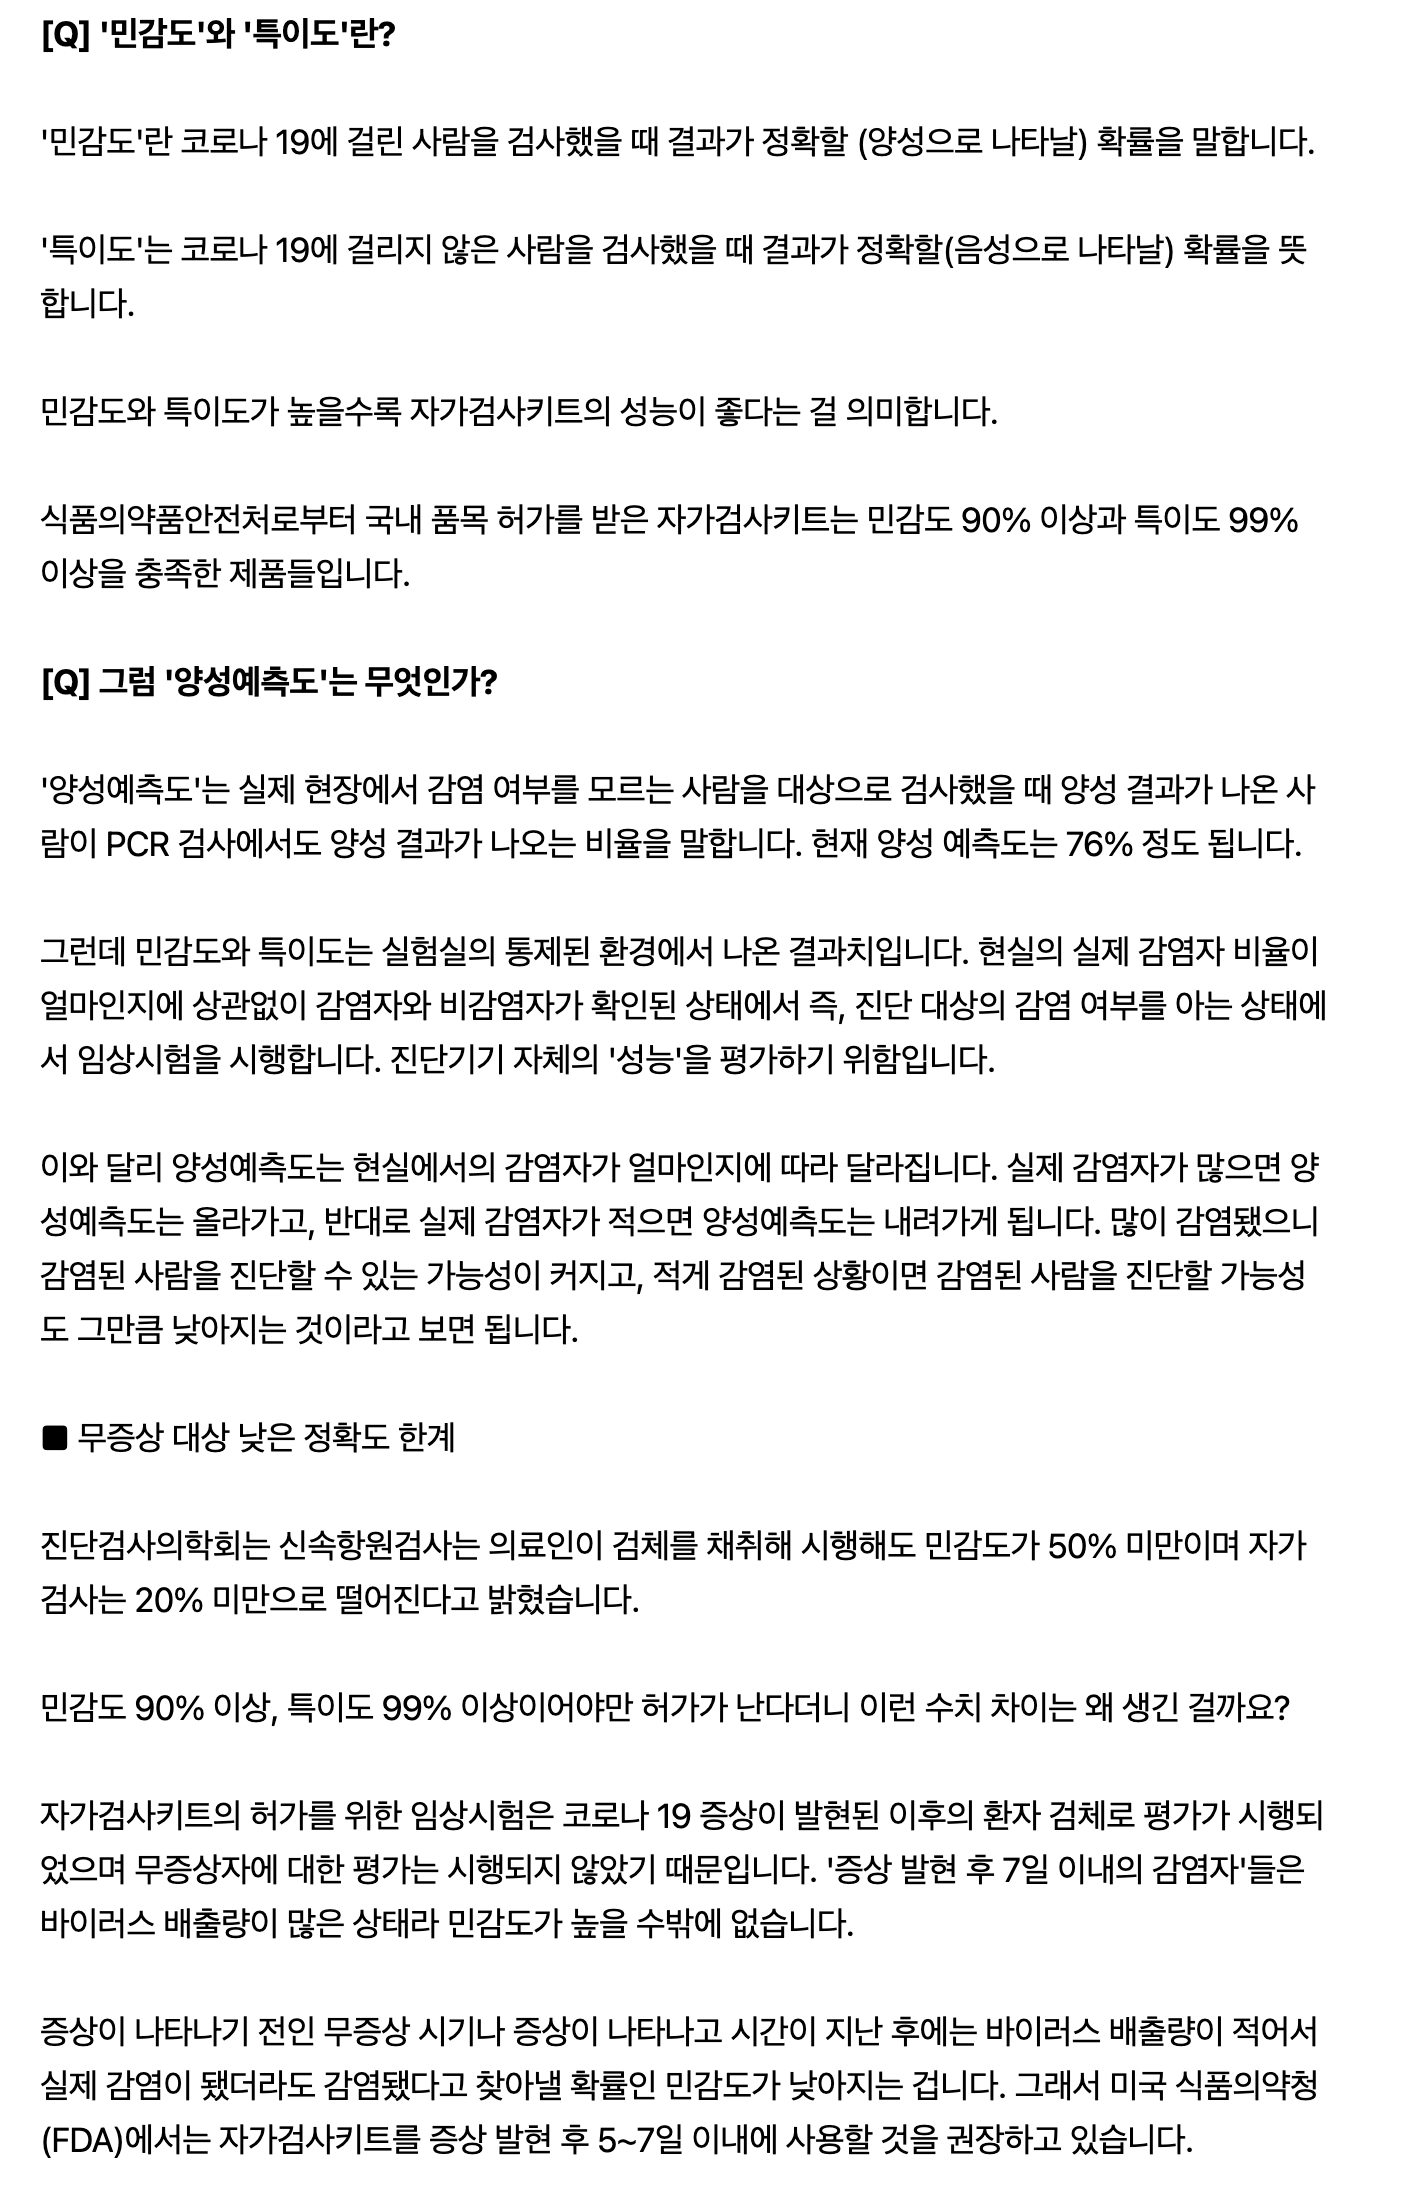 [Q] '민감도'와 '특이도'란?
'민감도'란 코로나 19에 걸린 사람을 검사했을 때 결과가 정확할 (양성으로 나타날) 확률을 말합니다.
'특이도'는 코로나 19에 걸리지 않은 사람을 검사했을 때 결과가 정확할(음성으로 나타날) 확률을 뜻
합니다.
민감도와 특이도가 높을수록 자가검사키트의 성능이 좋다는 걸 의미합니다.
식품의약품안전처로부터 국내 품목 허가를 받은 자가검사키트는 민감도 90% 이상과 특이도 99%
이상을 충족한 제품들입니다.
[Q] 그럼 '양성예측도'는 무엇인가?
'양성예측도'는 실제 현장에서 감염 여부를 모르는 사람을 대상으로 검사했을 때 양성 결과가 나온 사
람이 PCR 검사에서도 양성 결과가 나오는 비율을 말합니다. 현재 양성 예측도는 76% 정도 됩니다.
그런데 민감도와 특이도는 실험실의 통제된 환경에서 나온 결과치입니다. 현실의 실제 감염자 비율이
얼마인지에 상관없이 감염자와 비감염자가 확인된 상태에서 즉, 진단 대상의 감염 여부를 아는 상태에
서 임상시험을 시행합니다. 진단기기 자체의 '성능'을 평가하기 위함입니다.
이와 달리 양성예측도는 현실에서의 감염자가 얼마인지에 따라 달라집니다. 실제 감염자가 많으면 양
성예측도는 올라가고, 반대로 실제 감염자가 적으면 양성예측도는 내려가게 됩니다. 많이 감염됐으니
감염된 사람을 진단할 수 있는 가능성이 커지고, 적게 감염된 상황이면 감염된 사람을 진단할 가능성
도 그만큼 낮아지는 것이라고 보면 됩니다.
■ 무증상 대상 낮은 정확도 한계
진단검사의학회는 신속항원검사는 의료인이 검체를 채취해 시행해도 민감도가 50% 미만이며 자가
검사는 20% 미만으로 떨어진다고 밝혔습니다.
민감도 90% 이상, 특이도 99% 이상이어야만 허가가 난다더니 이런 수치 차이는 왜 생긴 걸까요?
자가검사키트의 허가를 위한 임상시험은 코로나 19 증상이 발현된 이후의 환자 검체로 평가가 시행되
었으며 무증상자에 대한 평가는 시행되지 않았기 때문입니다. '증상 발현 후 7일 이내의 감염자'들은
바이러스 배출량이 많은 상태라 민감도가 높을 수밖에 없습니다.
증상이 나타나기 전인 무증상 시기나 증상이 나타나고 시간이 지난 후에는 바이러스 배출량이 적어서
실제 감염이 됐더라도 감염됐다고 찾아낼 확률인 민감도가 낮아지는 겁니다. 그래서 미국 식품의약청
(FDA)에서는 자가검사키트를 증상 발현 후 5~7일 이내에 사용할 것을 권장하고 있습니다.